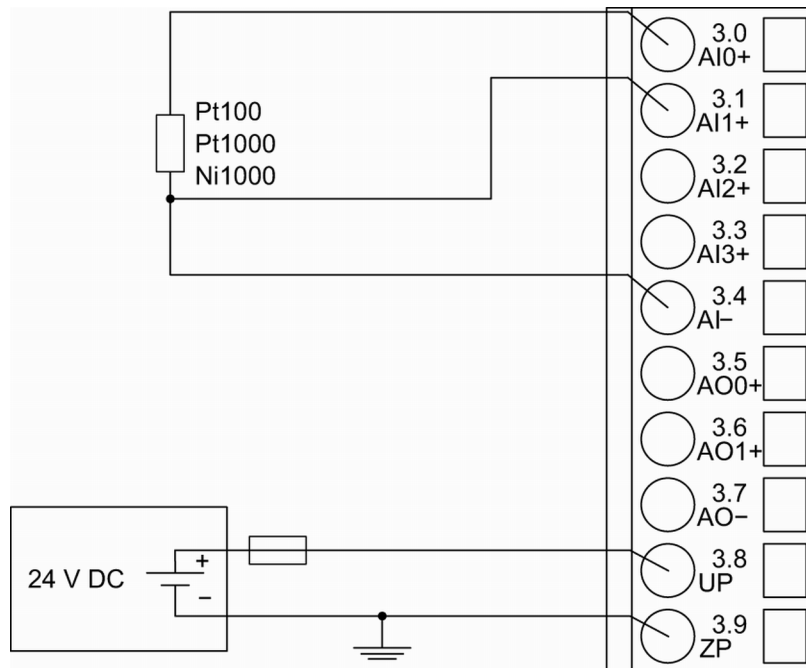 3.0
AI0+
3.1
AI1+
Pt100
Pt1000
Ni1000
3.2
AI2+
3.3
AI3+
3.4
AI−
3.5
AO0+
3.6
AO1+
3.7
AO−
24 V DC
+
−
3.8
UP
3.9
ZP